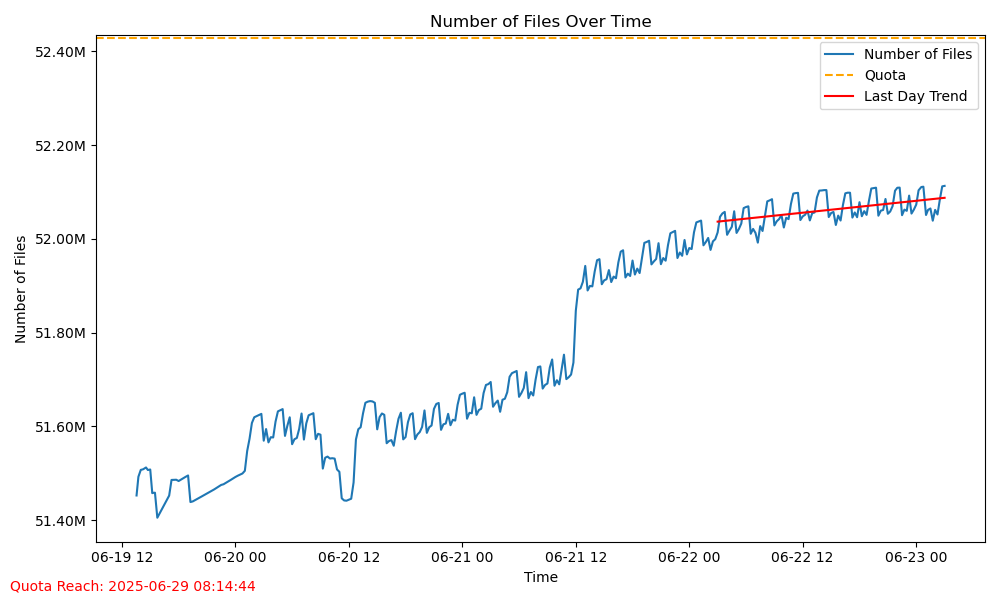 Number of Files Over Time
Number of Files
Quota
Last Day Trend
52.40M
52.20M
52.00M
51.80M
51.60M
51.40M
Number of Files
06-19 12
06-20 00
06-20 12
06-21 00
06-21 12
06-22 00
06-22 12
06-23 00
Time
Quota Reach: 2025-06-29 08:14:44